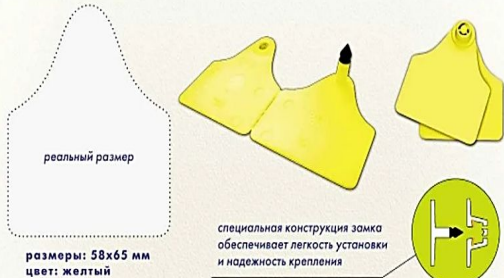 реальный размер
размеры: 58х65 мм
цвет: желтый
специальная конструкция замка
обеспечивает легкость установки
и надежность крепления